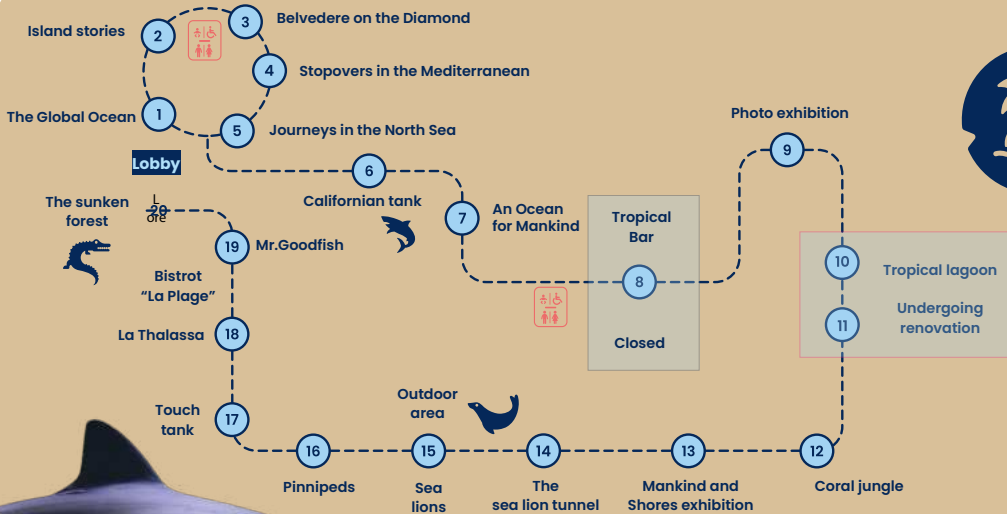 Island stories
2
3
Belvedere on the Diamond
4
Stopovers in the Mediterranean
The Global Ocean
1
5
Journeys in the North Sea
Lobby
6
Californian tank
7
An Ocean
for Mankind
Tropical
Bar
8
Closed
Photo exhibition
9
10
Tropical lagoon
11
Undergoing
renovation
12
Coral jungle
13
Mankind and
Shores exhibition
14
The
sea lion tunnel
Outdoor
area
15
Sea
lions
16
Pinnipeds
17
Touch
tank
18
La Thalassa
Bistrot
“La Plage”
19
Mr.Goodfish
20
The sunken
forest